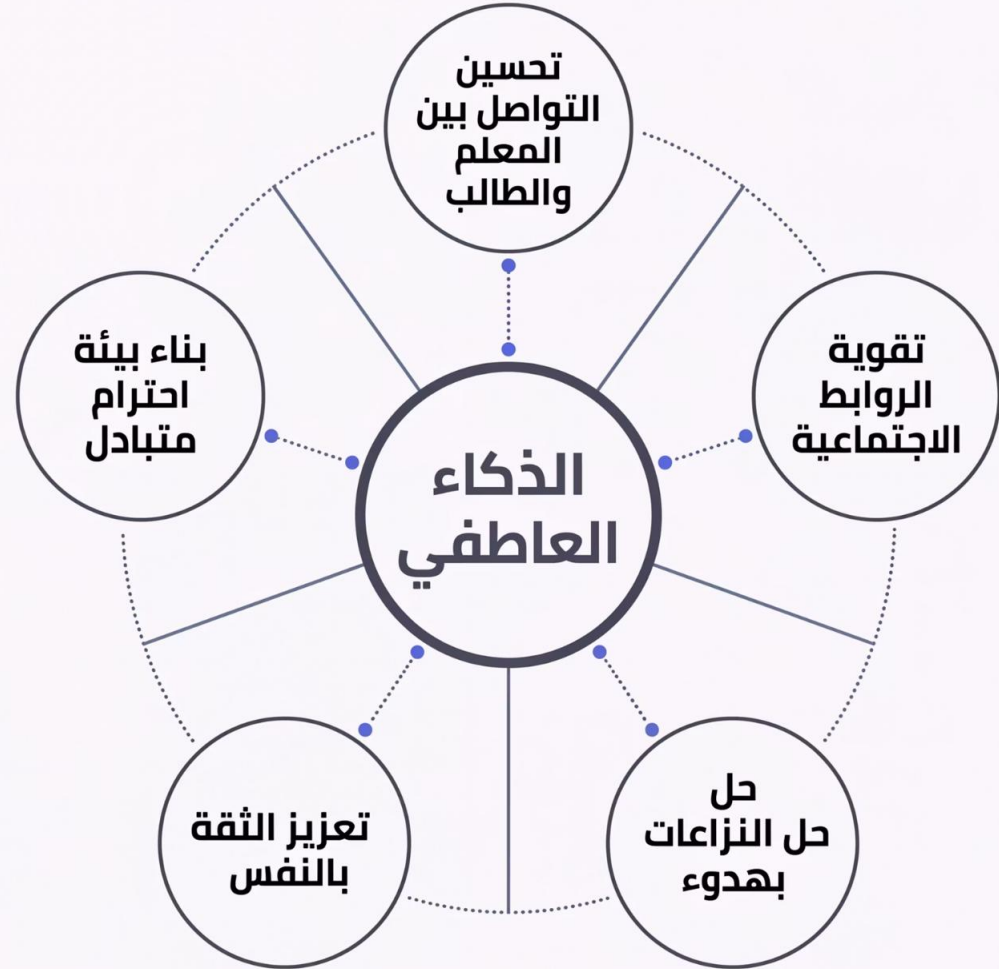 تحسين
التواصل بين
المعلم
والطالب
تقوية
الروابط
الاجتماعية
بناء بيئة
احترام
متبادل
الذكاء
العاطفي
حل
حل النزاعات
بهدوء
تعزيز الثقة
بالنفس